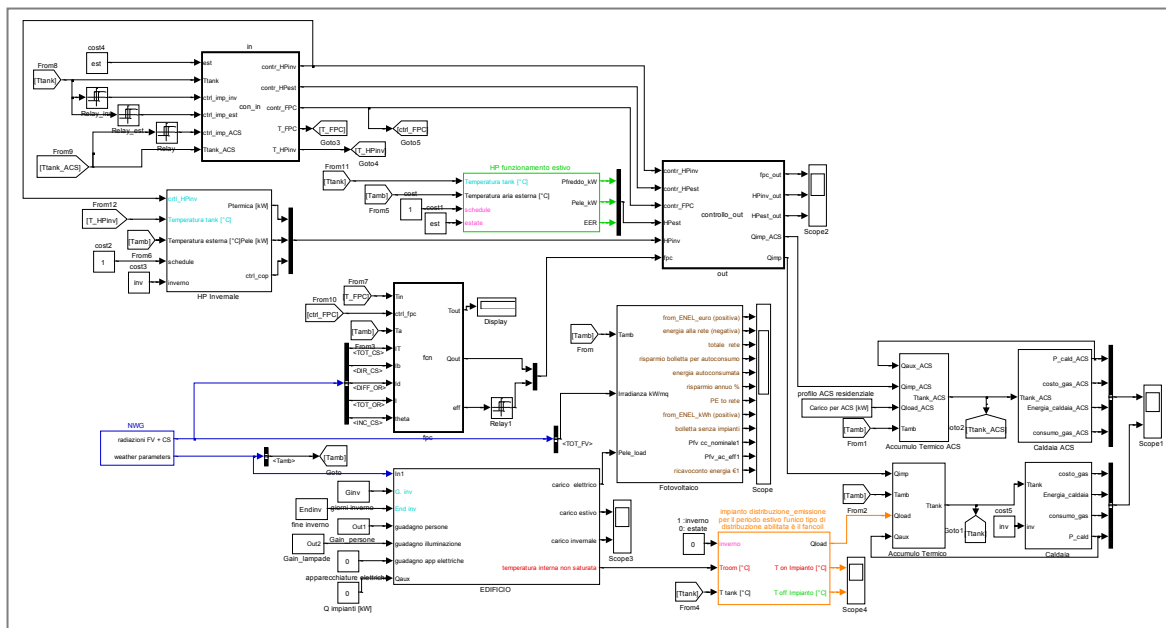 in
cost4
est
From8
[Ttank]
est
Ttank
ctrl_imp_inv
ctrl_imp_est
ctrl_imp_ACS
Ttank_ACS
con_in
contr_HPinv
contr_HPest
contr_FPC
T_FPC
T_HPinv
Relay_est
Relay
From9
[Ttank_ACS]
[T_FPC]
Goto3
[T_HPinv]
Goto4
[ctrl_FPC]
Goto5
crtl_HPinv
Temperatura tank [°C]
Temperatura esterna [°C]
schedule
inverno
Ptermica [kW]
Pele [kW]
ctrl_cop
HP Invernale
From12
[T_HPinv]
[Tamb]
From6
cost2
1
cost3
inv
From11
[Ttank]
[Tamb]
From5
cost
1
cost1
est
HP funzionamento estivo
Temperatura tank [°C]
Temperatura aria esterna [°C]
schedule
estate
Pfreddo_kW
Pele_kW
EER
contr_HPinv
contr_HPest
contr_FPC
HPest
HPinv
fpc
controllo_out
fpc_out
HPinv_out
HPest_out
Qimp_ACS
Qimp
out
Scope2
From7
[T_FPC]
From10
[ctrl_FPC]
[Tamb]
From3
<TOT_CS>
<DIR_CS>
<DIFF_OR>
<TOT_OR>
<INC_CS>
Tin
ctrl_fpc
Ta
IT
Ib
Id
I
theta
fcn
Tout
Qout
eff
fpc
Display
Relay1
NWG
radiazioni FV + CS
weather parameters
<Tamb>
[Tamb]
Goto
<TOT_FV>
[Tamb]
From
Tamb
Irradianza kW/mq
Pele_load
from_ENEL_euro (positiva)
energia alla rete (negativa)
totale rete
risparmio bolletta per autoconsumo
energia autoconsumata
risparmio annuo %
PE to rete
from_ENEL_kWh (positiva)
bolletta senza impianti
Pfv cc_nominale1
Pfv_ac_eff1
ricavoconto energia €1
Fotovoltaico
Scope
Ginv
giorni inverno
Endinv
fine inverno
Out1
Gain_persone
Out2
Gain_lampade
0
apparecchiature elettriche
0
Q impianti [kW]
In1
G. inv
End inv
guadagno persone
guadagno illuminazione
guadagno app elettriche
Qaux
carico elettrico
carico estivo
carico invernale
temperatura interna non saturata
EDIFICIO
Scope3
impianto distribuzione_emissione
per il periodo estivo l'unico tipo di
distribuzione abilitata è il fancoil
1 :inverno
0: estate
0
[Ttank]
From4
inverno
Troom [°C]
T tank [°C]
Qload
T on Impianto [°C]
T off Impianto [°C]
Scope4
profilo ACS residenziale
Carico per ACS [kW]
[Tamb]
From1
Qaux_ACS
Qimp_ACS
Qload_ACS
Tamb
Ttank_ACS
Accumulo Termico ACS
oto2
Ttank_ACS
Ttank_ACS
P_cald_ACS
costo_gas_ACS
Energia_caldaia_ACS
consumo_gas_ACS
Caldaia ACS
Scope1
[Tamb]
From2
Qimp
Tamb
Qload
Qaux
Ttank
Accumulo Termico
Goto1
Ttank
cost5
inv
Ttank
inv
costo_gas
Energia_caldaia
consumo_gas
P_cald
Caldaia